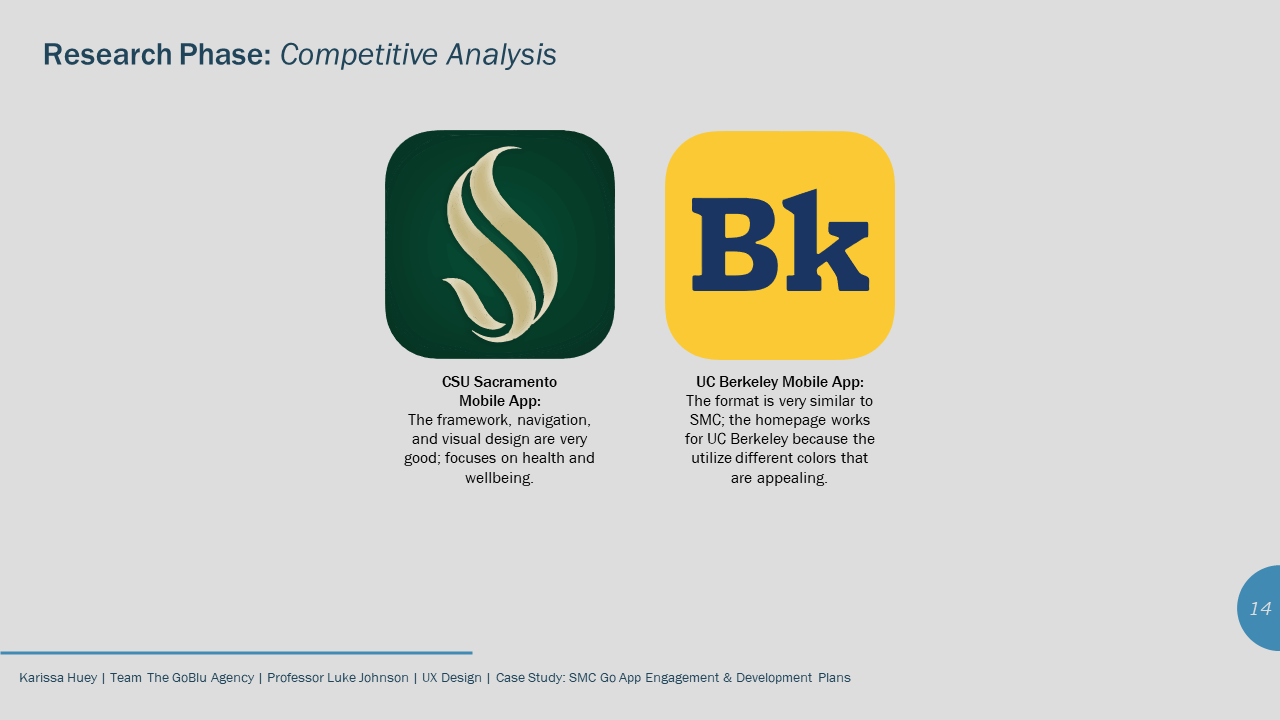 Research Phase: Competitive Analysis
Bk
CSU Sacramento
Mobile App:
The framework, navigation,
and visual design are very
good; focuses on health and
wellbeing.
UC Berkeley Mobile App:
The format is very similar to
SMC; the homepage works
for UC Berkeley because the
utilize different colors that
are appealing.
14
Karissa Huey | Team The GoBlu Agency | Professor Luke Johnson | UX Design | Case Study: SMC Go App Engagement & Development Plans